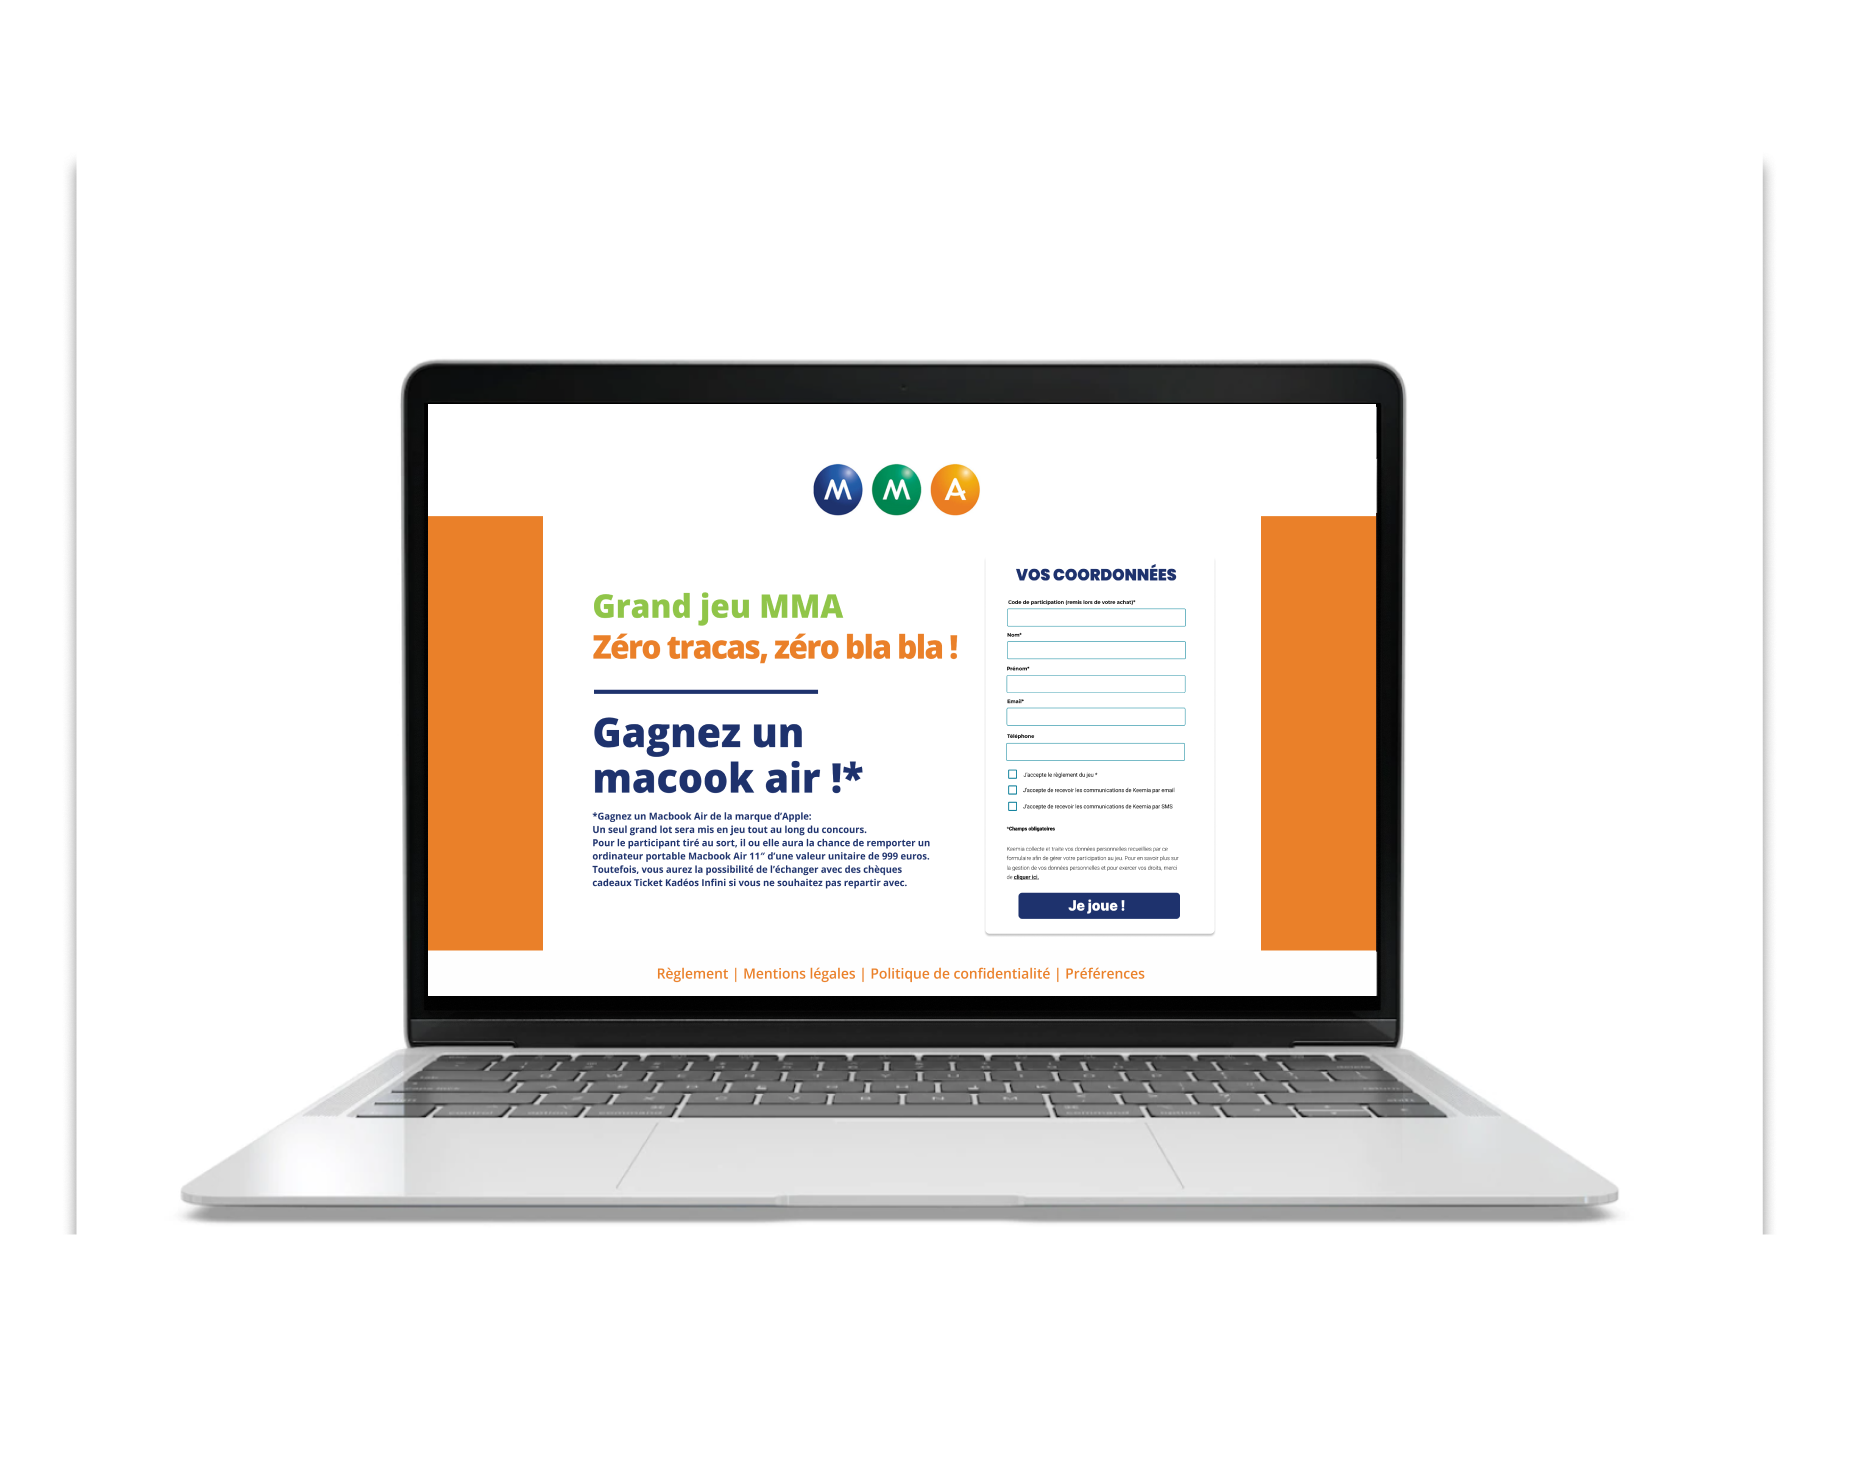 M M A
Grand jeu MMA
Zéro tracas, zéro bla bla !
Gagnez un
macook air !*
*Gagnez un Macbook Air de la marque d'Apple:
Un seul grand lot sera mis en jeu tout au long du concours.
Pour le participant tiré au sort, il ou elle aura la chance de remporter un
ordinateur portable Macbook Air 11″ d'une valeur unitaire de 999 euros.
Toutefois, vous aurez la possibilité de l'échanger avec des chèques
cadeaux Ticket Kadéos Infini si vous ne souhaitez pas repartir avec.
VOS COORDONNÉES
Code de participation (remis lors de votre achat)*
Nom*
Prénom*
Email*
Téléphone
J'accepte le règlement du jeu *
J'accepte de recevoir les communications de Keemia par email
J'accepte de recevoir les communications de Keemia par SMS
*Champs obligatoires
Keemia collecte et traite vos données personnelles recueillies par ce
formulaire afin de gérer votre participation au jeu. Pour en savoir plus sur
la gestion de vos données personnelles et pour exercer vos droits, merci
de cliquer ici.
Je joue !
Règlement | Mentions légales | Politique de confidentialité | Préférences